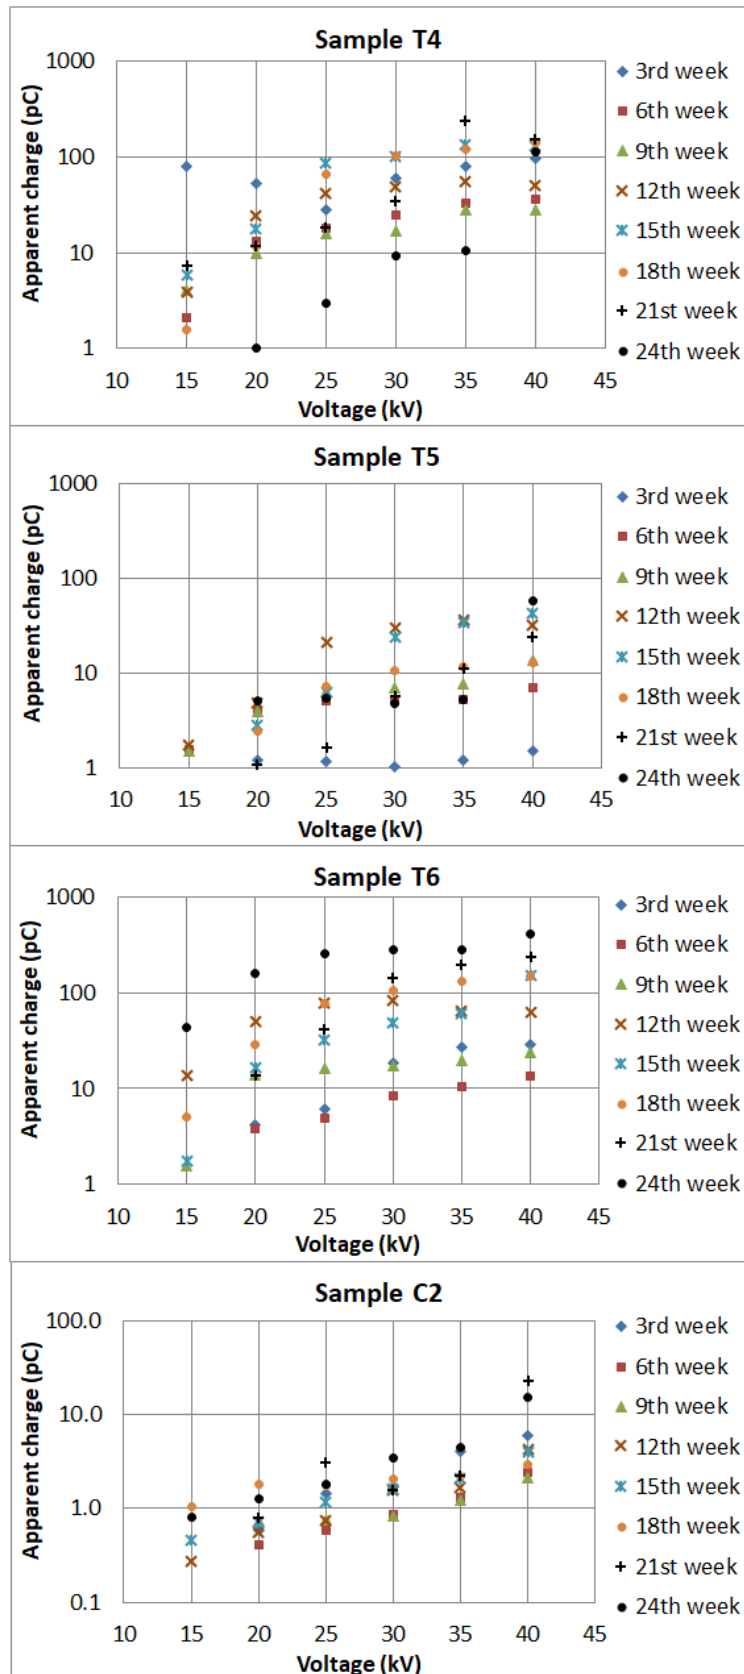 Sample T4
Apparent charge (pC)
1000
100
10
1
10 15 20 25 30 35 40 45
Voltage (kV)
3rd week
6th week
9th week
12th week
15th week
18th week
21st week
24th week
Sample T5
Apparent charge (pC)
1000
100
10
1
10 15 20 25 30 35 40 45
Voltage (kV)
3rd week
6th week
9th week
12th week
15th week
18th week
21st week
24th week
Sample T6
Apparent charge (pC)
1000
100
10
1
10 15 20 25 30 35 40 45
Voltage (kV)
3rd week
6th week
9th week
12th week
15th week
18th week
21st week
24th week
Sample C2
Apparent charge (pC)
100.0
10.0
1.0
0.1
10 15 20 25 30 35 40 45
Voltage (kV)
3rd week
6th week
9th week
12th week
15th week
18th week
21st week
24th week